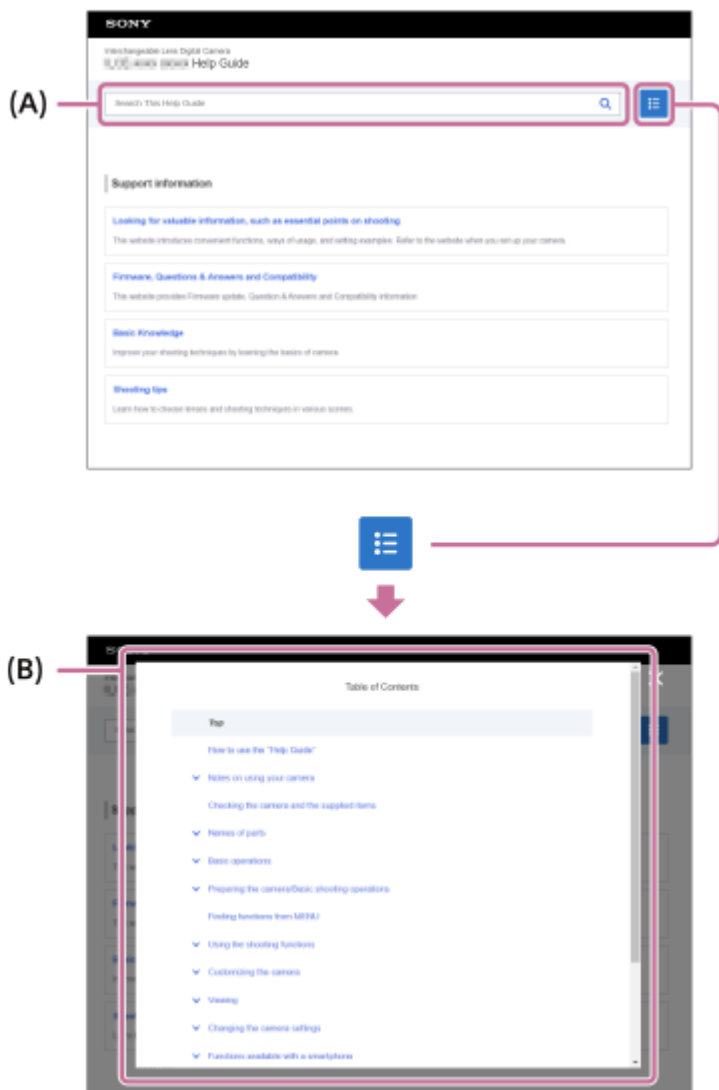 SONY
Interchangeable Lens Digital Camera
Help Guide
(A)
Search This Help Guide
Support information
Looking for valuable information, such as essential points on shooting
This website introduces convenient functions, ways of usage, and setting examples. Refer to the website when you set up your camera.
Firmware, Questions & Answers and Compatibility
This website provides Firmware update, Question & Answers and Compatibility information
Basic Knowledge
Improve your shooting techniques by learning the basics of camera.
Shooting tips
Learn how to choose lenses and shooting techniques in various scenes.
(B)
Table of Contents
Top
How to use the "Help Guide"
Notes on using your camera
Checking the camera and the supplied items
Names of parts
Basic operations
Preparing the camera/Basic shooting operations
Finding functions from MENU
Using the shooting functions
Customizing the camera
Viewing
Changing the camera settings
Functions available with a smartphone